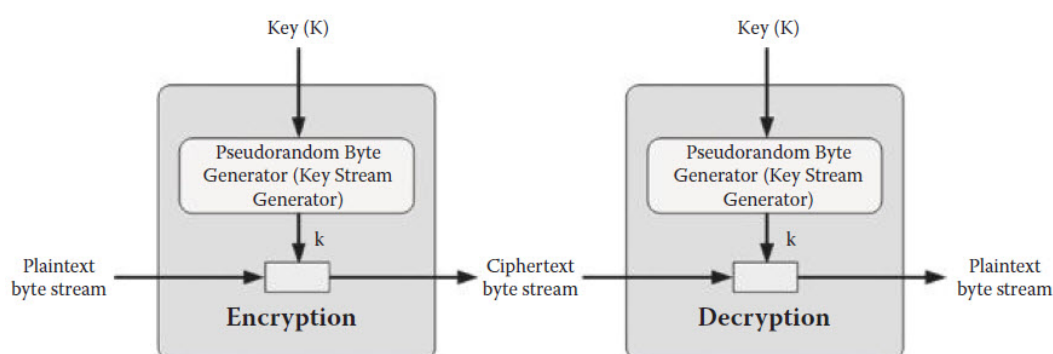 Key (K)
Key (K)
Pseudorandom Byte
Generator (Key Stream
Generator)
Pseudorandom Byte
Generator (Key Stream
Generator)
k
k
Plaintext
byte stream
Ciphertext
byte stream
Plaintext
byte stream
Encryption
Decryption